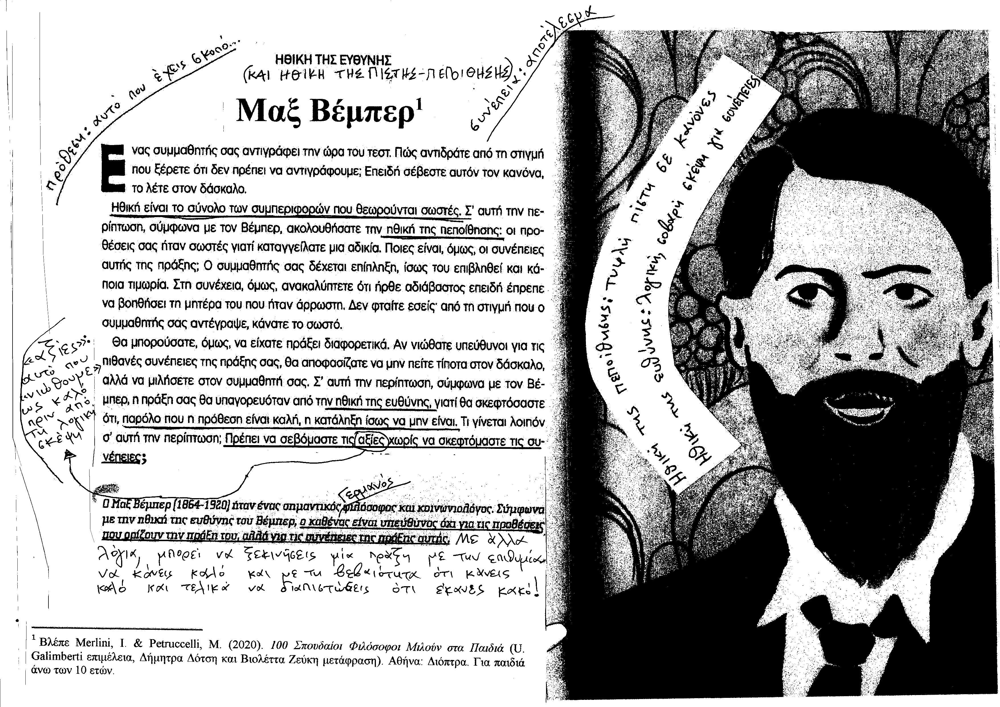 πρόθεση: αυτό που έχεις σκοπό...
ΗΘΙΚΗ ΤΗΣ ΕΥΘΥΝΗΣ
(ΚΑΙ ΗΘΙΚΗ ΤΗΣ ΠΙΣΤΗΣ-ΠΕΠΟΙΘΗΣΗΣ)
συνέπεια: αποτέλεσμα
Μαξ Βέμπερ¹
Ένας συμμαθητής σας αντιγράφει την ώρα του τεστ. Πώς αντιδράτε από τη στιγμή
που ξέρετε ότι δεν πρέπει να αντιγράφουμε; Επειδή σέβεστε αυτόν τον κανόνα,
το λέτε στον δάσκαλο.
Ηθική είναι το σύνολο των συμπεριφορών που θεωρούνται σωστές. Σ' αυτή την πε-
ρίπτωση, σύμφωνα με τον Βέμπερ, ακολουθήσατε την ηθική της πεποίθησης: οι προ-
θέσεις σας ήταν σωστές γιατί καταγγείλατε μια αδικία. Ποιες είναι, όμως, οι συνέπειες
αυτής της πράξης; Ο συμμαθητής σας δέχεται επίπληξη, ίσως του επιβληθεί και κά-
ποια τιμωρία. Στη συνέχεια, όμως, ανακαλύπτετε ότι ήρθε αδιάβαστος επειδή έπρεπε
να βοηθήσει τη μητέρα του που ήταν άρρωστη. Δεν φταίτε εσείς· από τη στιγμή που ο
συμμαθητής σας αντέγραψε, κάνατε το σωστό.
Θα μπορούσατε, όμως, να είχατε πράξει διαφορετικά. Αν νιώθατε υπεύθυνοι για τις
πιθανές συνέπειες της πράξης σας, θα αποφασίζατε να μην πείτε τίποτα στον δάσκαλο,
αλλά να μιλήσετε στον συμμαθητή σας. Σ' αυτή την περίπτωση, σύμφωνα με τον Βέ-
μπερ, η πράξη σας θα υπαγορευόταν από την ηθική της ευθύνης, γιατί θα σκεφτόσαστε
ότι, παρόλο που η πρόθεση είναι καλή, η κατάληξη ίσως να μην είναι. Τι γίνεται λοιπόν
σ' αυτή την περίπτωση; Πρέπει να σεβόμαστε τις αξίες χωρίς να σκεφτόμαστε τις συ-
νέπειες;
«αξίες»:
αυτό που
«νιώθουμε»
ως καλό
πριν από
τη λογική
σκέψη
Γερμανός
Ο Μαξ Βέμπερ (1864-1920) ήταν ένας σημαντικός φιλόσοφος και κοινωνιολόγος. Σύμφωνα
με την ηθική της ευθύνης του Βέμπερ, ο καθένας είναι υπεύθυνος όχι για τις προθέσεις
που ορίζουν την πράξη του, αλλά για τις συνέπειες της πράξης αυτής. Με άλλα
λόγια, μπορεί να ξεκινήσεις μία πράξη με την επιθυμία
να κάνεις καλό και με τη βεβαιότητα ότι κάνεις
καλό και τελικά να διαπιστώσεις ότι έκανες κακό!
¹ Βλέπε Merlini, I. & Petruccelli, M. (2020). 100 Σπουδαίοι Φιλόσοφοι Μιλούν στα Παιδιά (U.
Galimberti επιμέλεια, Δήμητρα Δότση και Βιολέττα Ζεύκη μετάφραση). Αθήνα: Διόπτρα. Για παιδιά
άνω των 10 ετών.
Ηθική της πεποίθησης: Τυφλή πίστη σε κανόνες
Ηθική της ευθύνης: λογική, σοβαρή σκέψη για συνέπειες